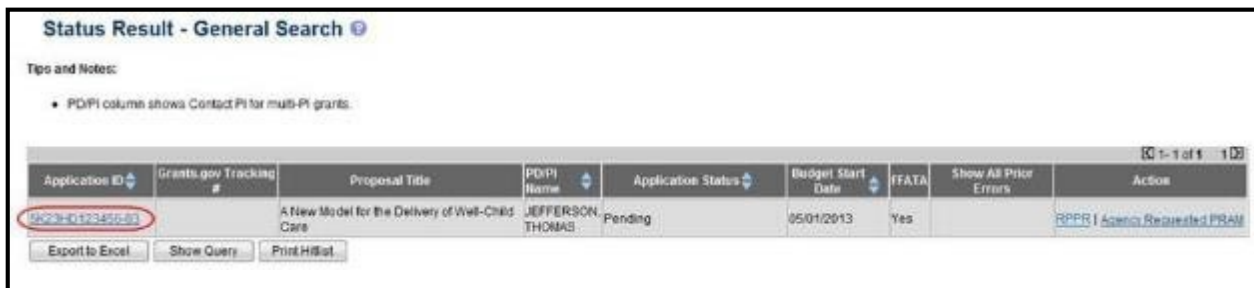 Status Result - General Search ?
Tips and Notes:
• PD/PI column shows Contact PI for multi-PI grants.
1-1 of 1 1
Application ID Grants.gov Tracking # Proposal Title PD/PI Name Application Status Budget Start Date FFATA Show All Prior Errors Action
5K23HD123456-03 A New Model for the Delivery of Well-Child Care JEFFERSON, THOMAS Pending 05/01/2013 Yes RPPR | Agency Requested PRAM
Export to Excel Show Query Print Hitlist